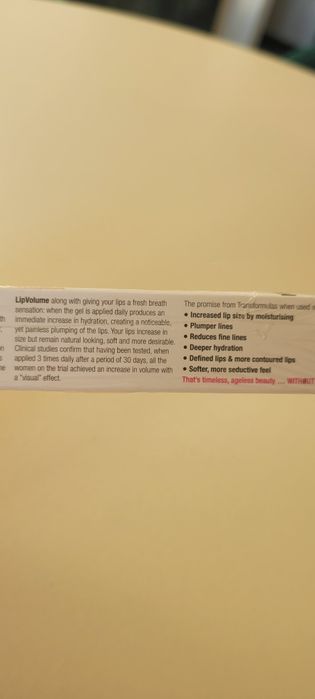 LipVolume along with giving your lips a fresh breath
sensation: when the gel is applied daily produces an
immediate increase in hydration, creating a noticeable,
yet painless plumping of the lips. Your lips increase in
size but remain natural looking, soft and more desirable.
Clinical studies confirm that having been tested, when
applied 3 times daily after a period of 30 days, all the
women on the trial achieved an increase in volume with
a "visual" effect.
The promise from Transformulas when used
• Increased lip size by moisturising
• Plumper lines
• Reduces fine lines
• Deeper hydration
• Defined lips & more contoured lips
• Softer, more seductive feel
That's timeless, ageless beauty ... WITHOUT